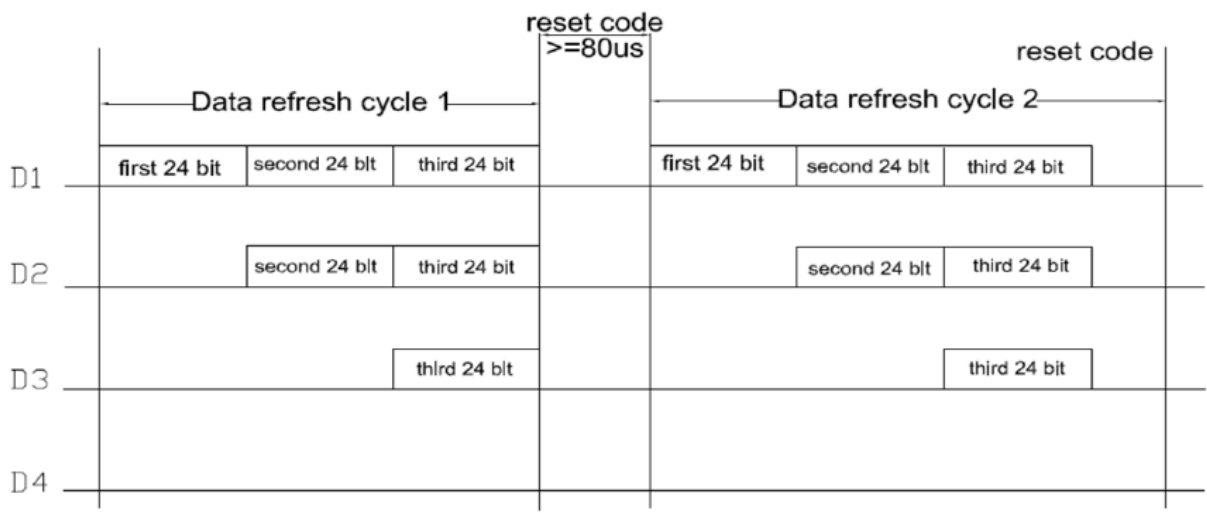 reset code
>=80us
reset code
Data refresh cycle 1
Data refresh cycle 2
D1 first 24 bit second 24 blt third 24 bit first 24 bit second 24 blt third 24 bit
D2 second 24 blt third 24 bit second 24 blt third 24 bit
D3 thlrd 24 blt third 24 bit
D4